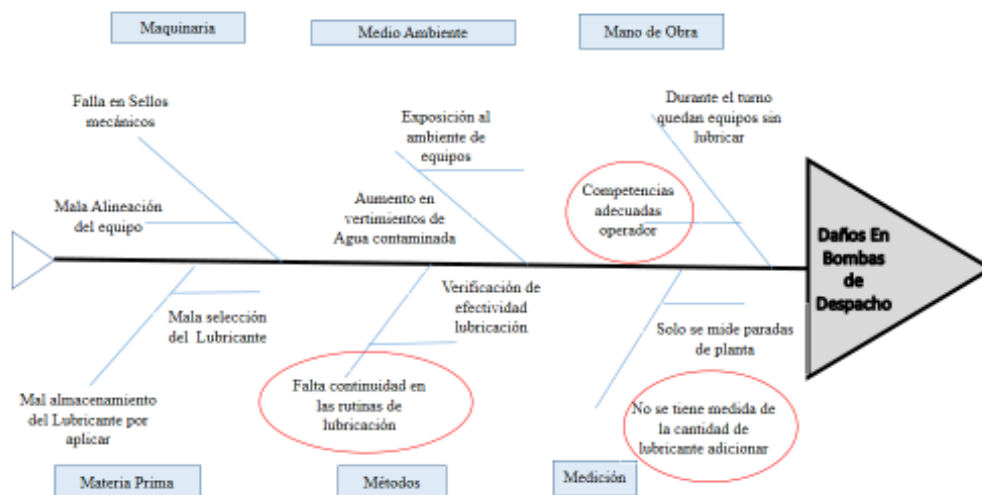 Maquinaria
Medio Ambiente
Mano de Obra
Falla en Sellos
mecánicos
Exposición al
ambiente de
equipos
Durante el turno
quedan equipos sin
lubricar
Mala Alineación
del equipo
Aumento en
vertimientos de
Agua contaminada
Competencias
adecuadas
operador
Daños En
Bombas
de
Despacho
Mala selección
del Lubricante
Verificación de
efectividad
lubricación
Solo se mide paradas
de planta
Mal almacenamiento
del Lubricante por
aplicar
Falta continuidad en
las rutinas de
lubricación
No se tiene medida de
la cantidad de
lubricante adicionar
Materia Prima
Métodos
Medición